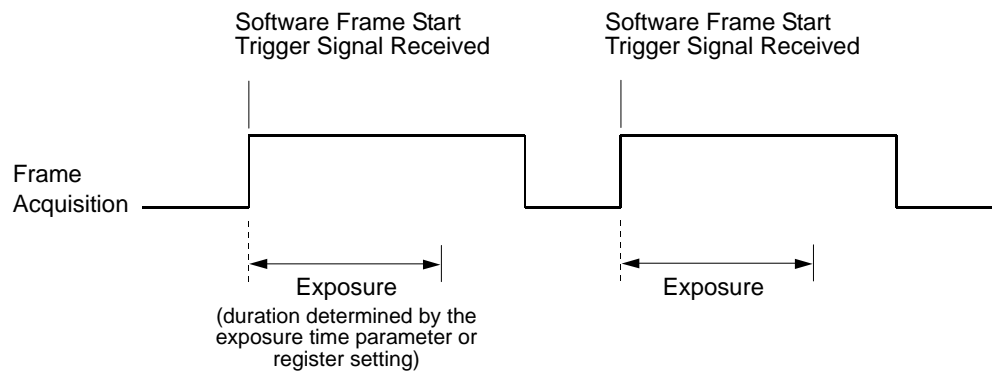 Software Frame Start
Trigger Signal Received
Software Frame Start
Trigger Signal Received
Frame
Acquisition
Exposure
(duration determined by the
exposure time parameter or
register setting)
Exposure